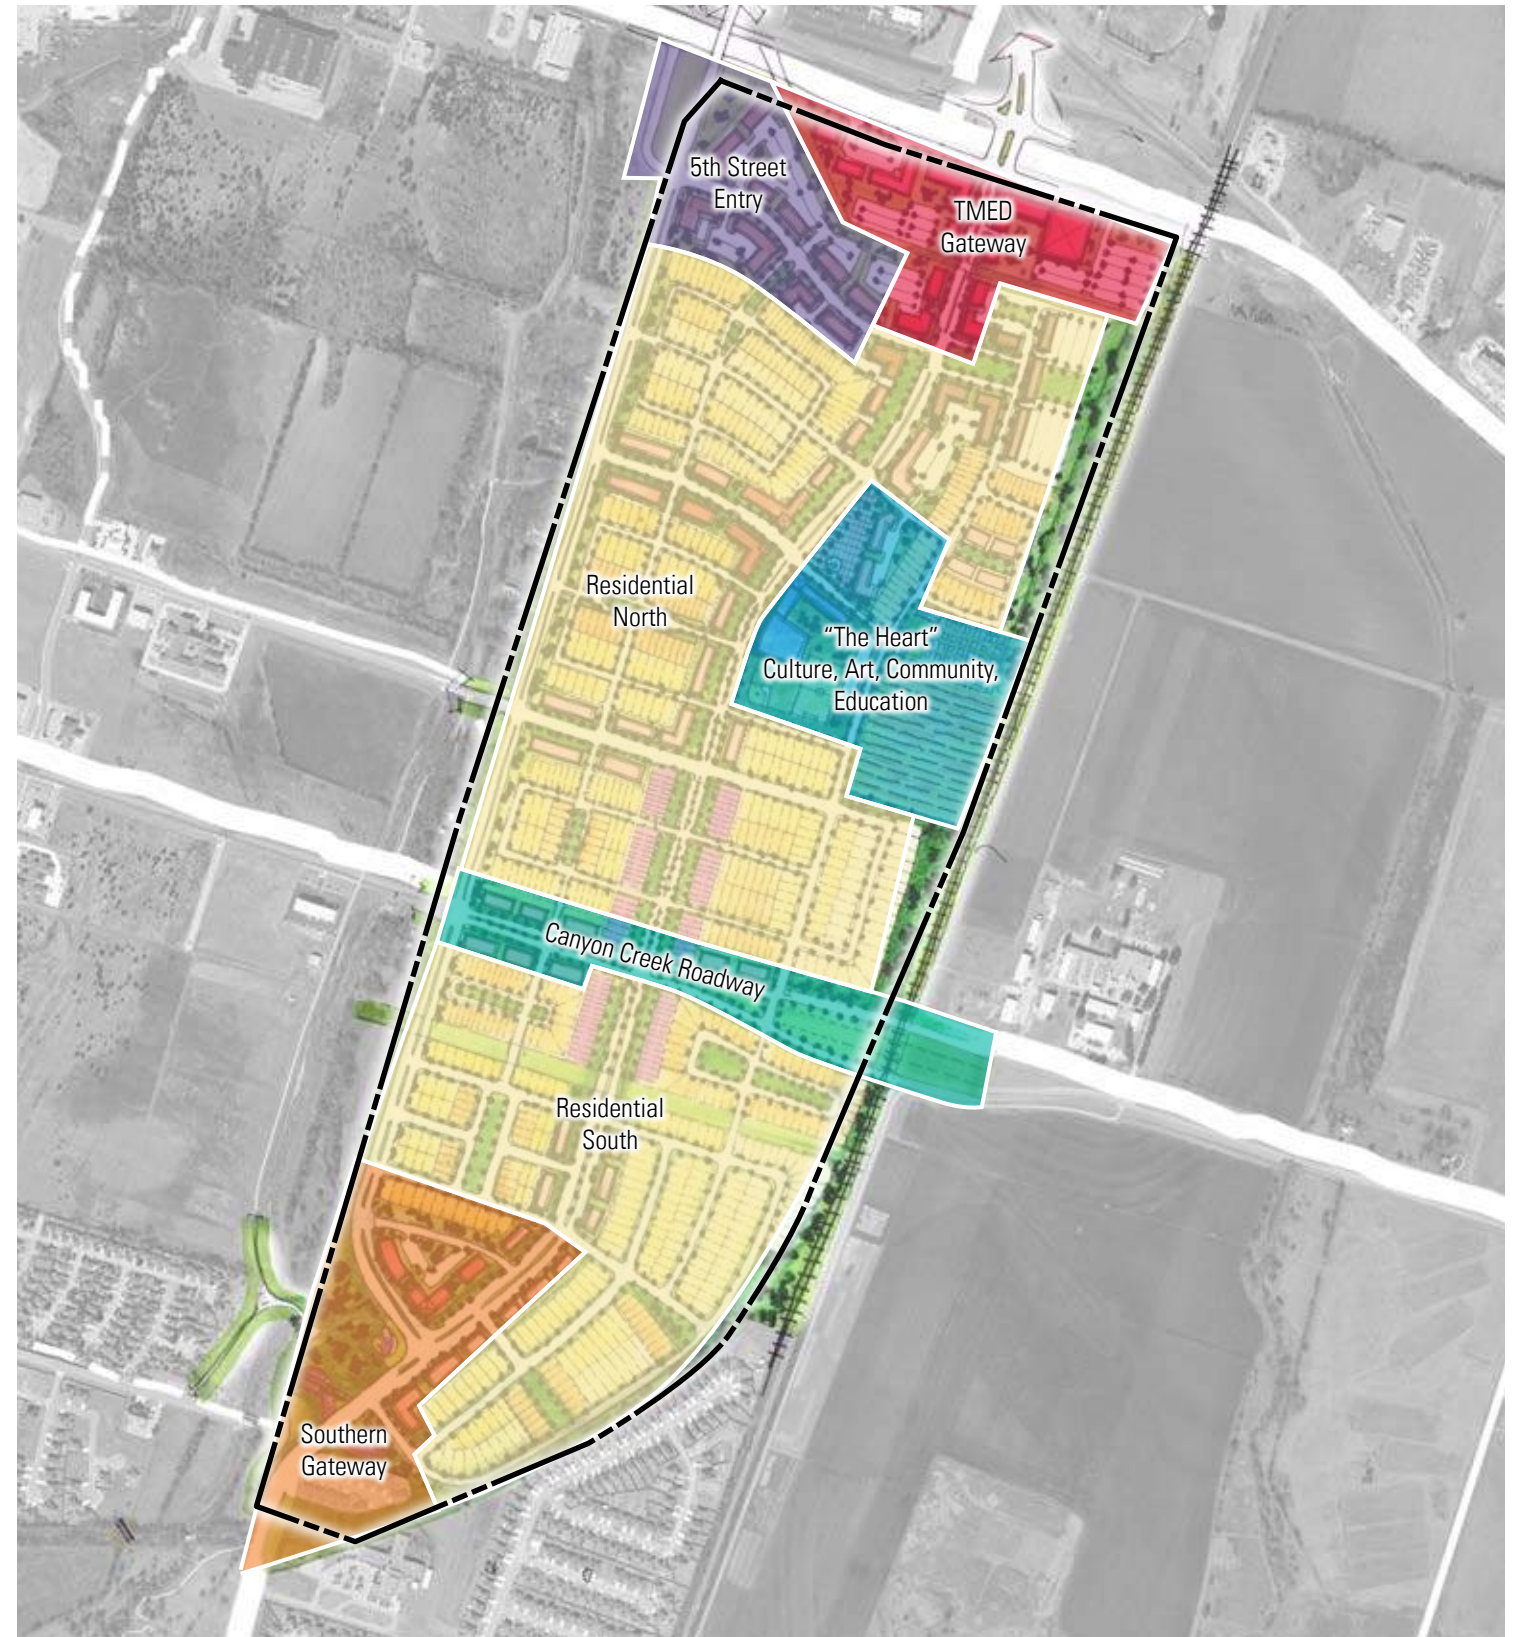 5th Street
Entry
TMED
Gateway
Residential
North
“The Heart”
Culture, Art, Community,
Education
Canyon Creek Roadway
Residential
South
Southern
Gateway